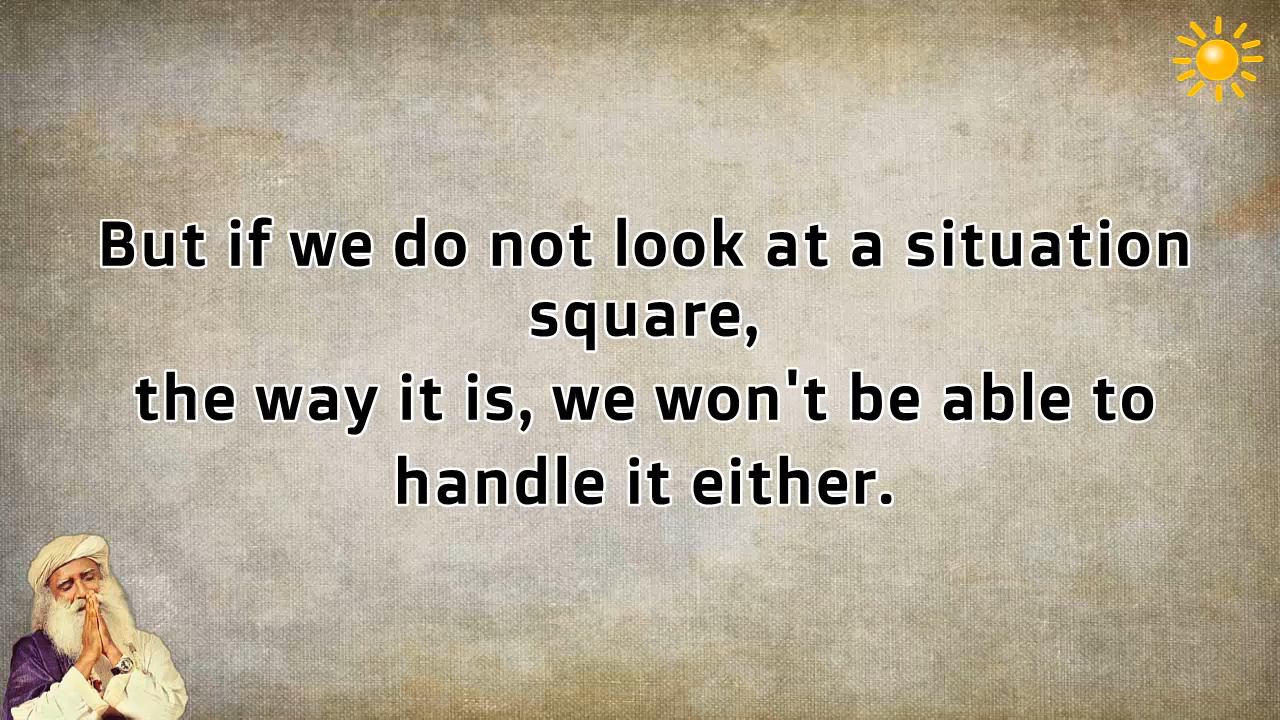 But if we do not look at a situation
square,
the way it is, we won't be able to
handle it either.